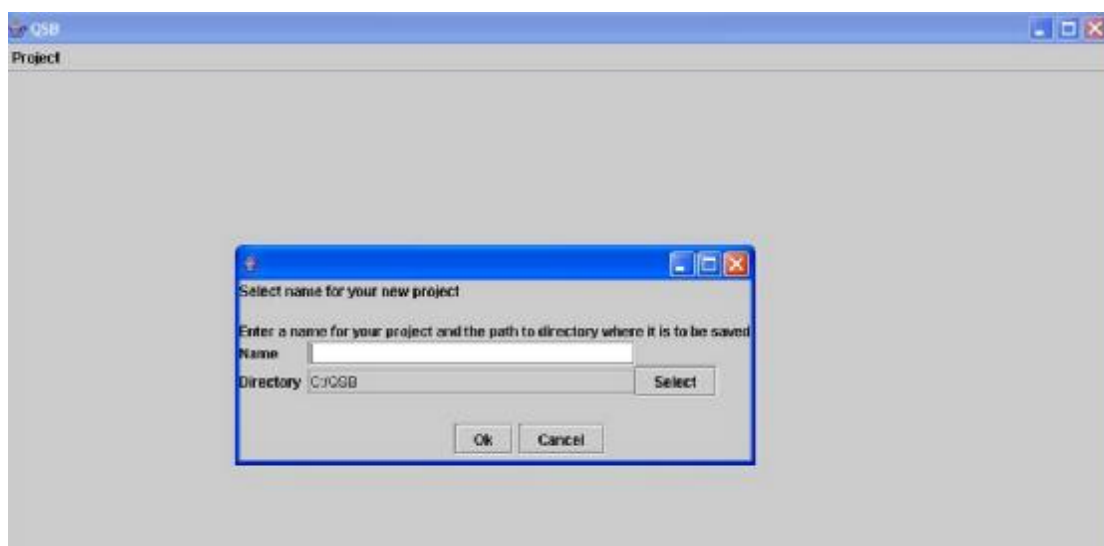 QSB
Project
Select name for your new project
Enter a name for your project and the path to directory where it is to be saved
Name
Directory C:/QSB Select
Ok Cancel